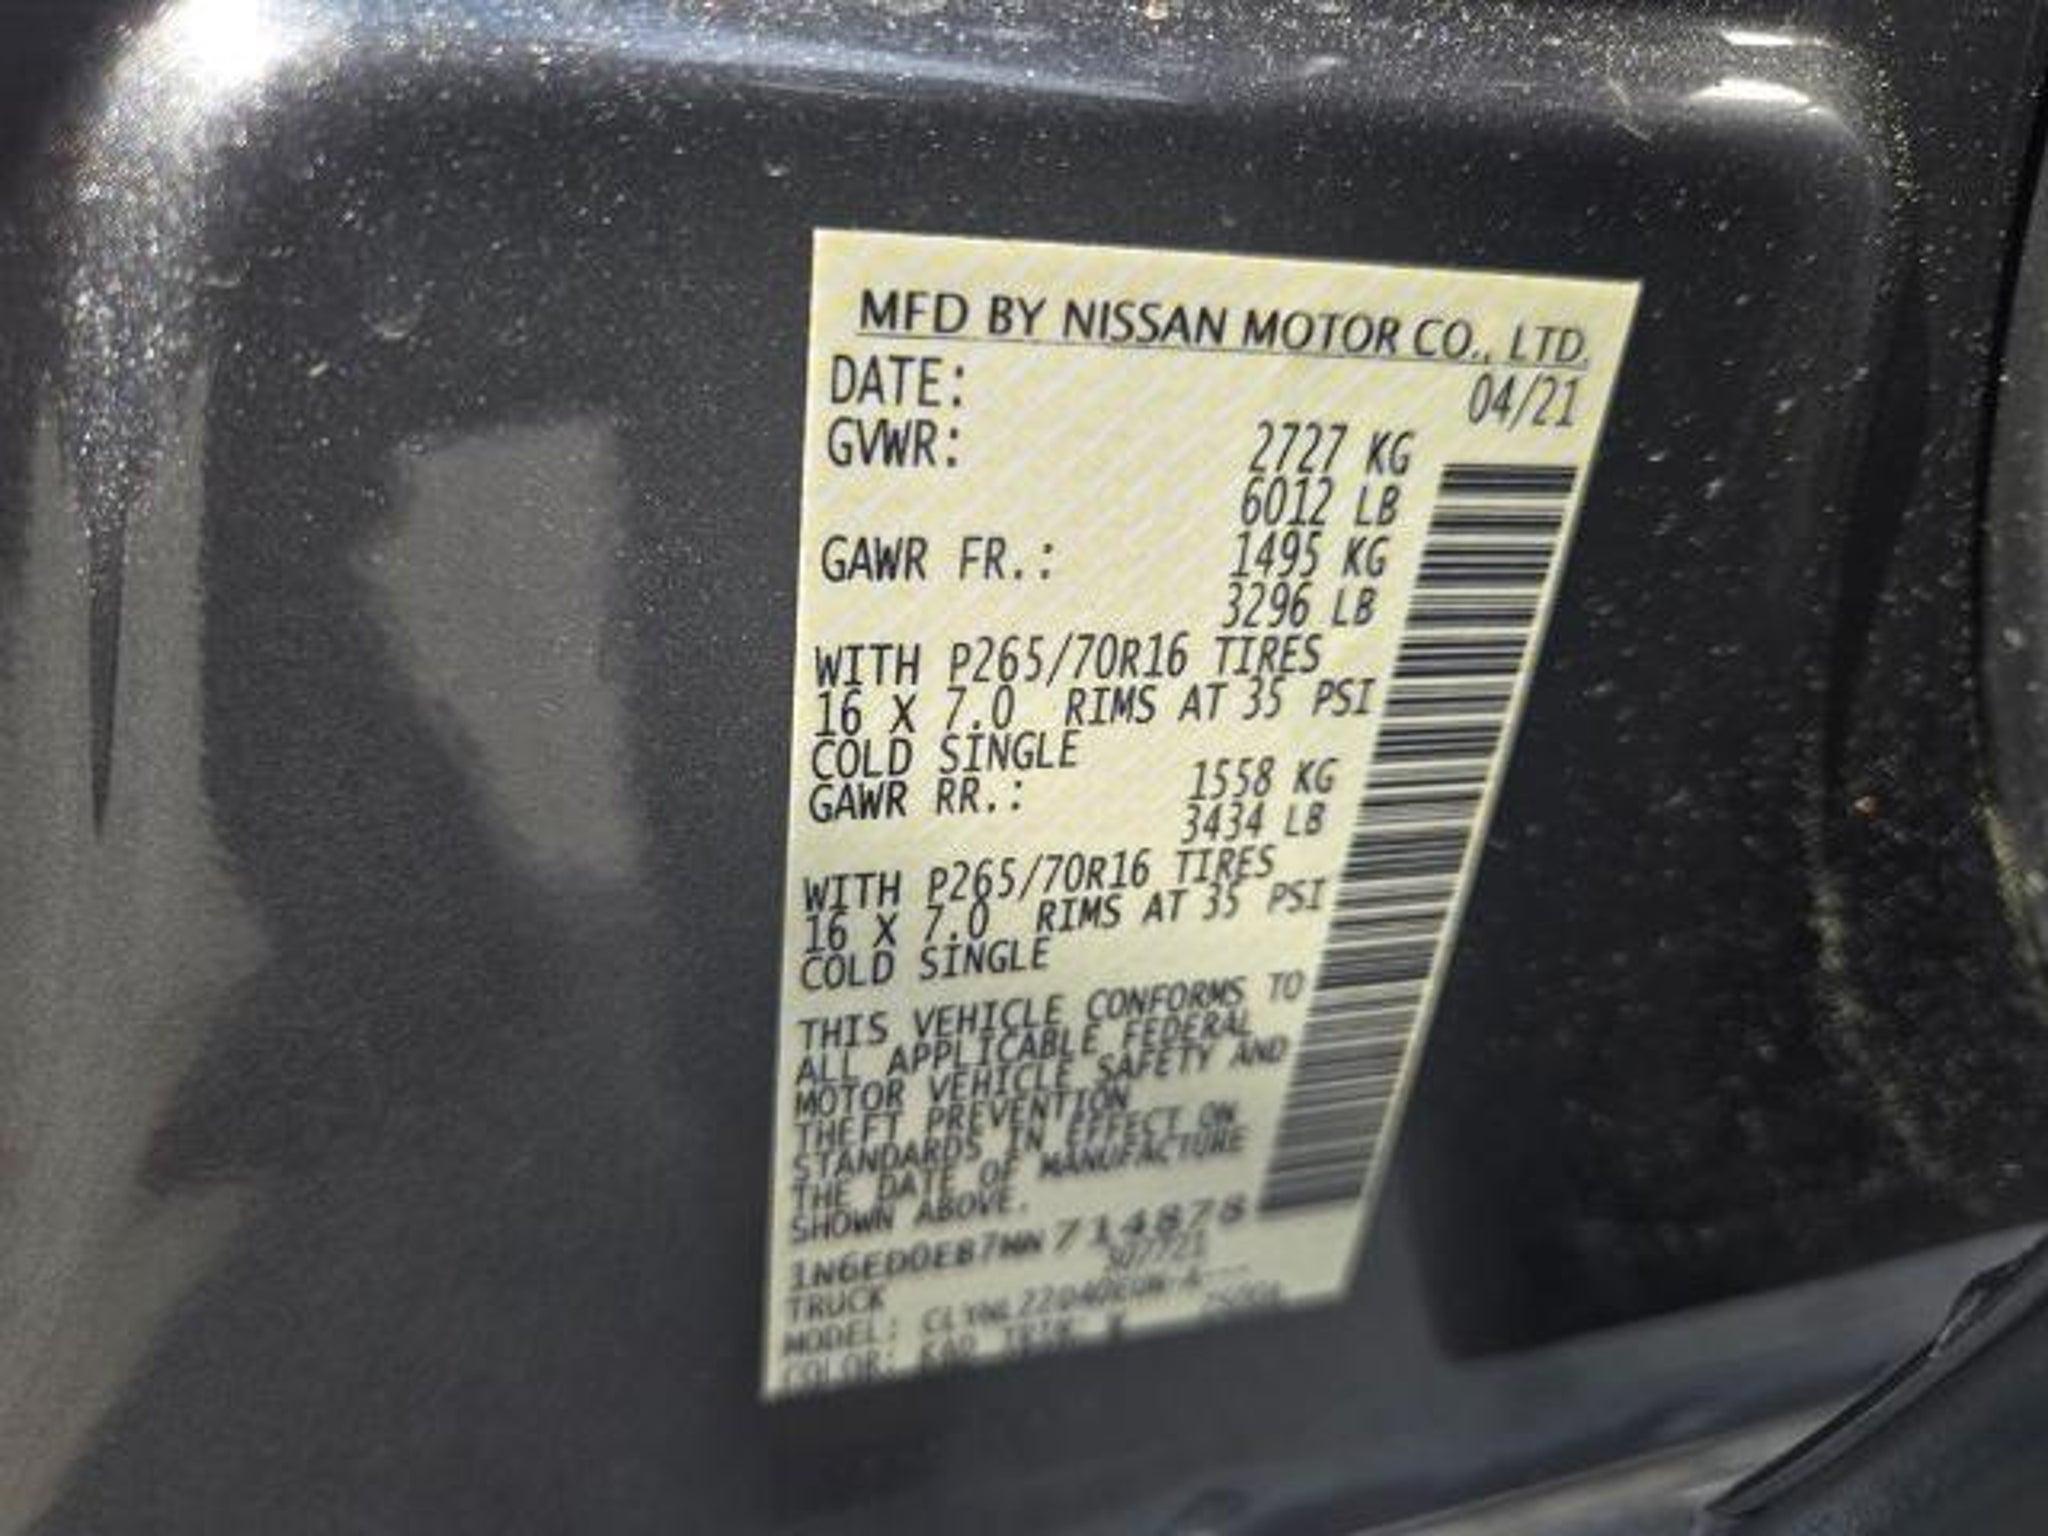 MFD BY NISSAN MOTOR CO., LTD.
DATE: 04/21
GVWR: 2727 KG
6012 LB
GAWR FR.: 1495 KG
3296 LB
WITH P265/70R16 TIRES
16 X 7.0 RIMS AT 35 PSI
COLD SINGLE
GAWR RR.: 1558 KG
3434 LB
WITH P265/70R16 TIRES
16 X 7.0 RIMS AT 35 PSI
COLD SINGLE
THIS VEHICLE CONFORMS TO
ALL APPLICABLE FEDERAL
MOTOR VEHICLE SAFETY AND
THEFT PREVENTION
STANDARDS IN EFFECT ON
THE DATE OF MANUFACTURE
SHOWN ABOVE.
1N6ED0EB7MN714878
TRUCK
MODEL:
COLOR: KAD TRIM